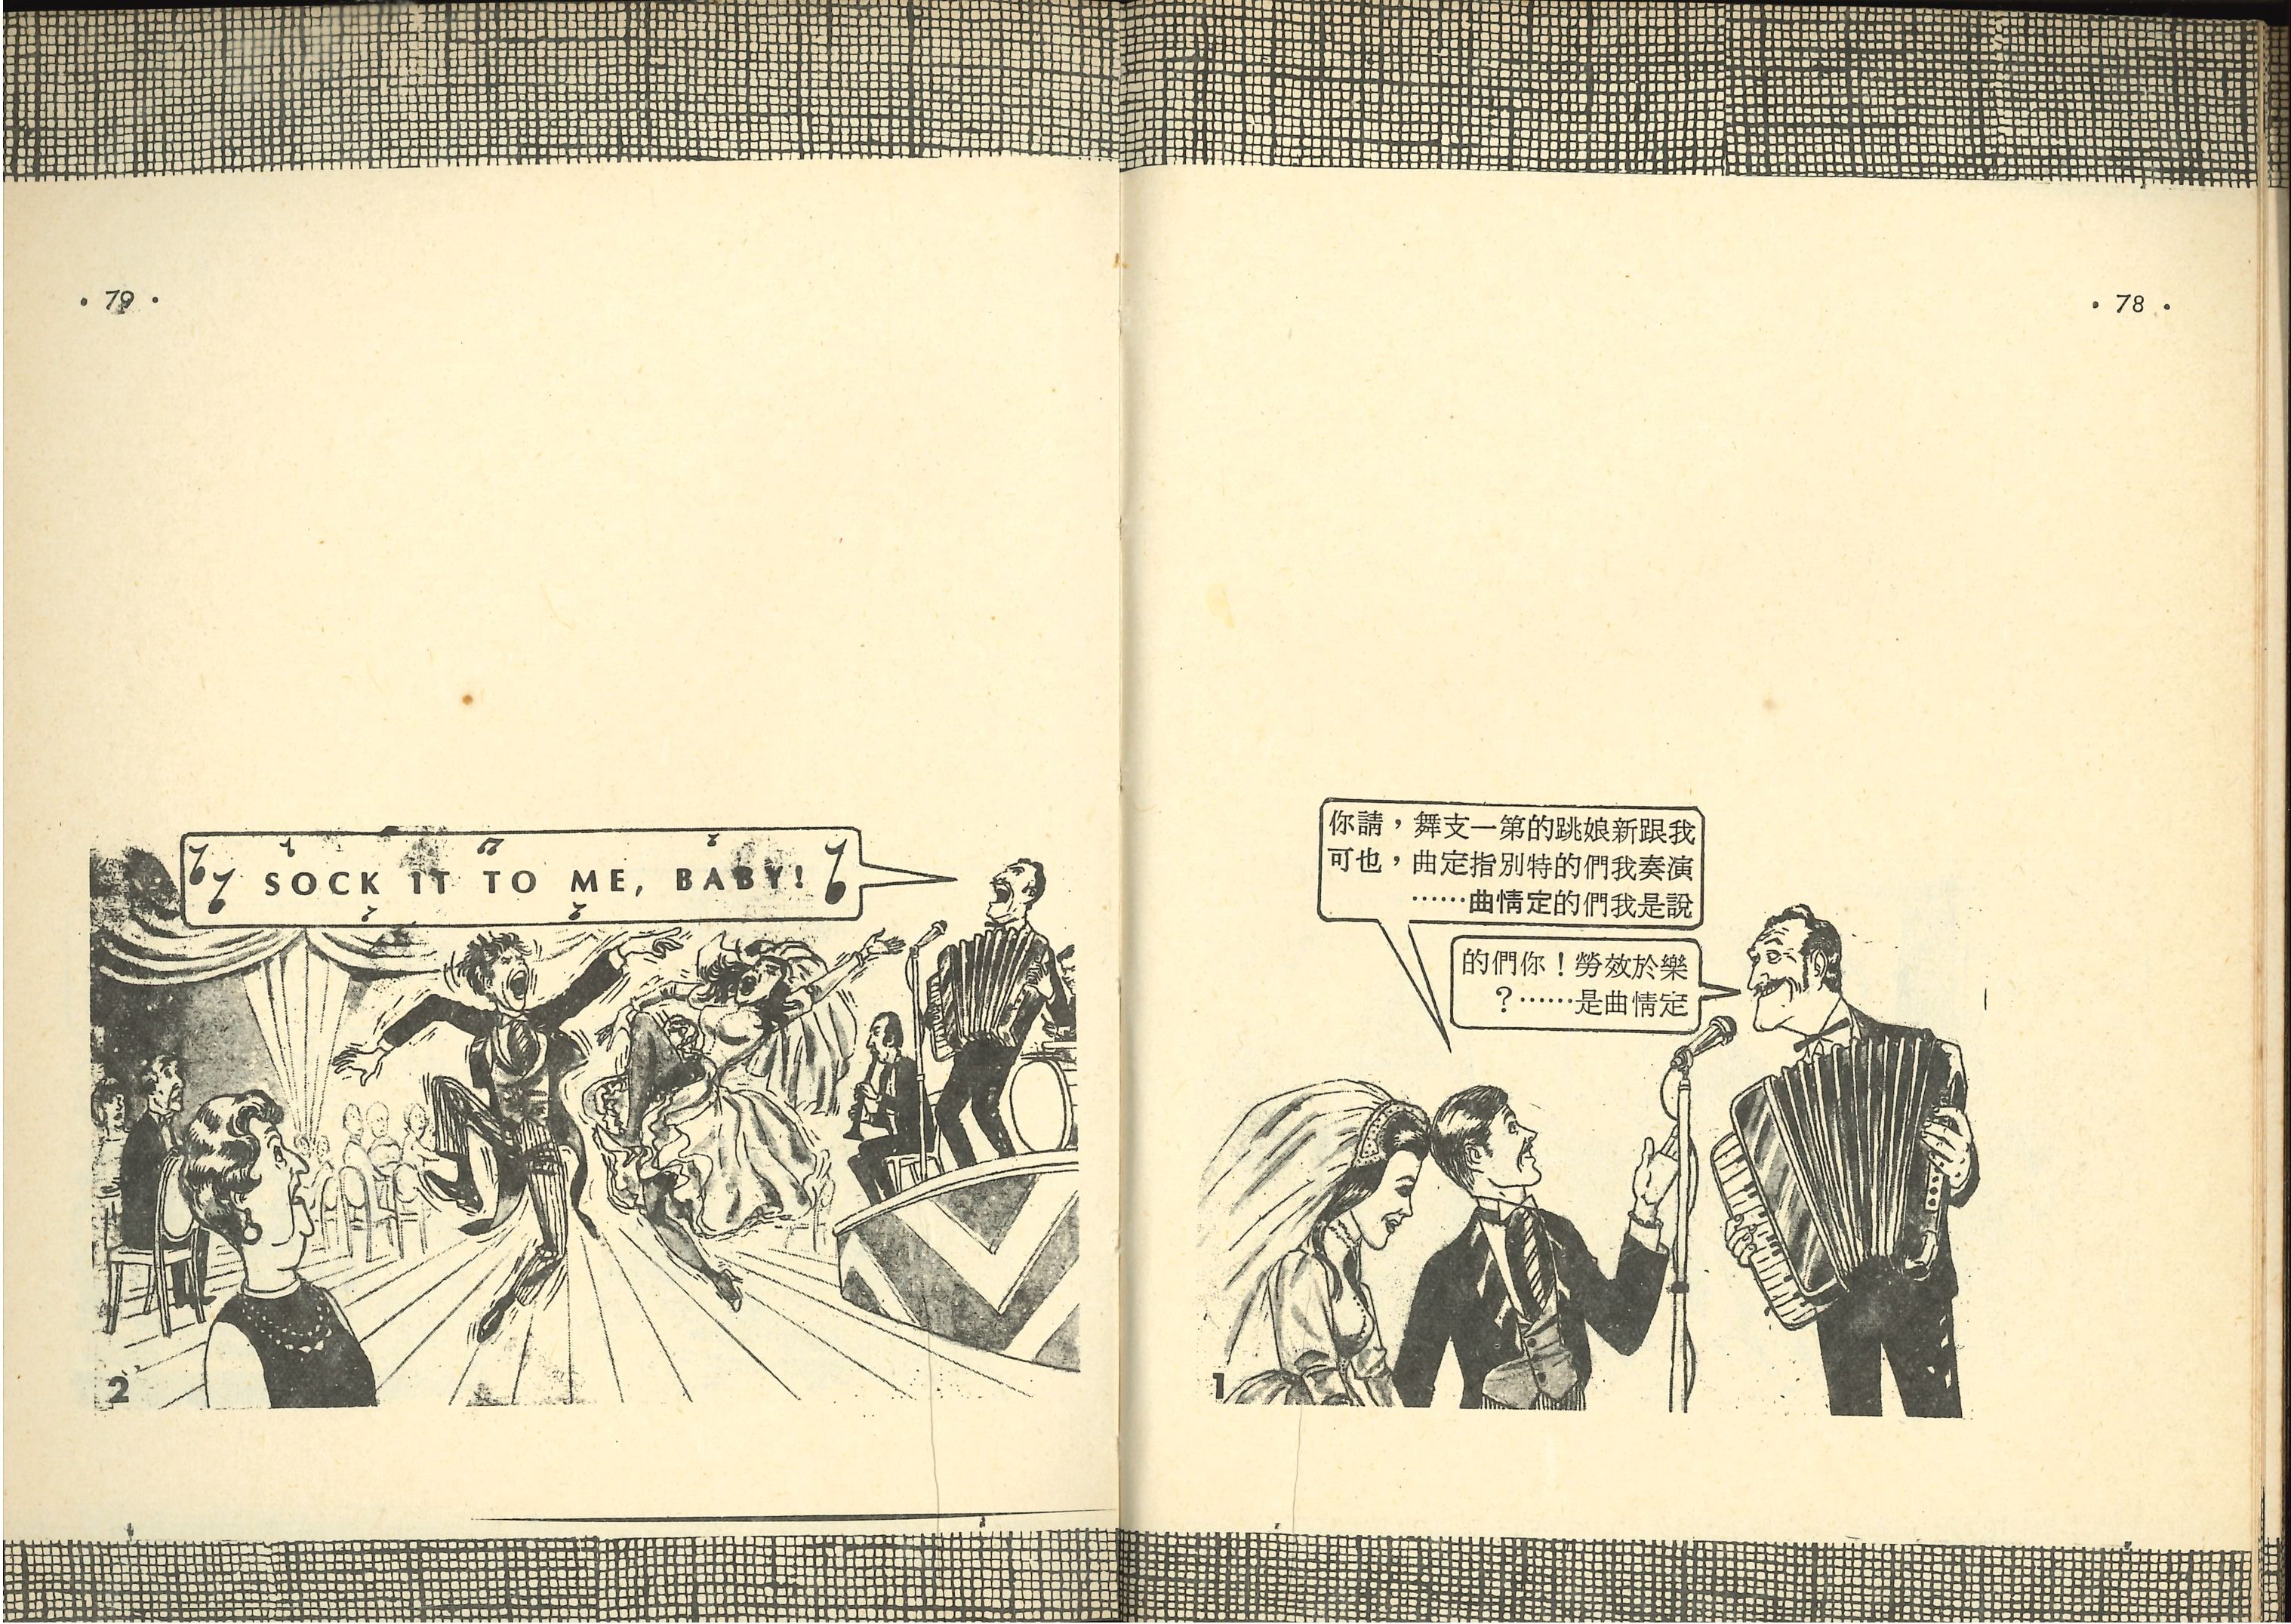 · 78 ·
我跟新娘跳的第一支舞，請你
演奏我們的特別指定曲，也可
說是我們的定情曲……
樂於效勞！你們的
定情曲是……？
1
· 79 ·
SOCK IT TO ME, BABY!
2